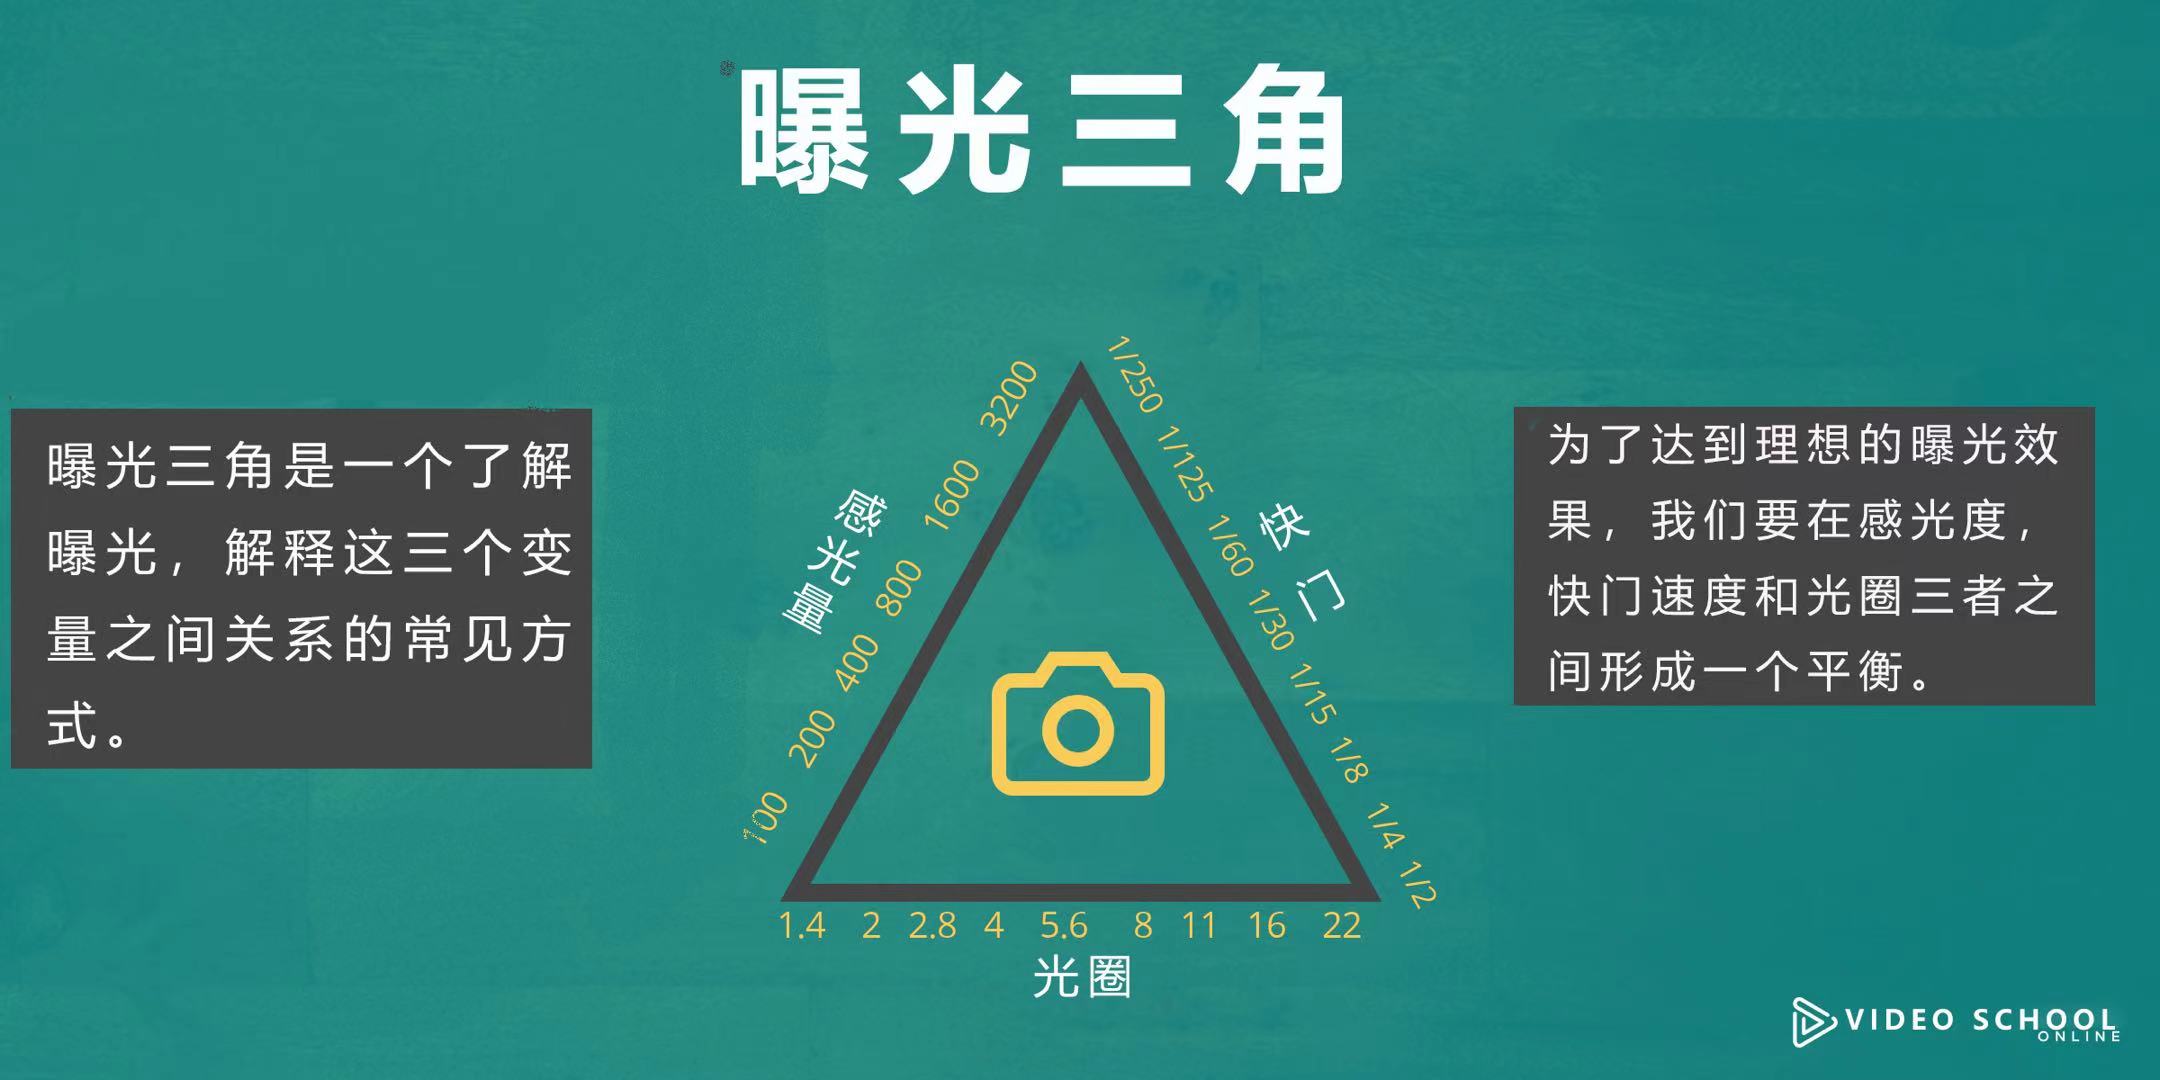 曝光三角
曝光三角是一个了解
曝光，解释这三个变
量之间关系的常见方
式。
感光量
3200
1600
800
400
200
100
1/250
1/125
1/60
1/30
1/15
1/8
1/4
1/2
快门
1.4 2 2.8 4 5.6 8 11 16 22
光圈
为了达到理想的曝光效
果，我们要在感光度，
快门速度和光圈三者之
间形成一个平衡。
VIDEO SCHOOL
ONLINE